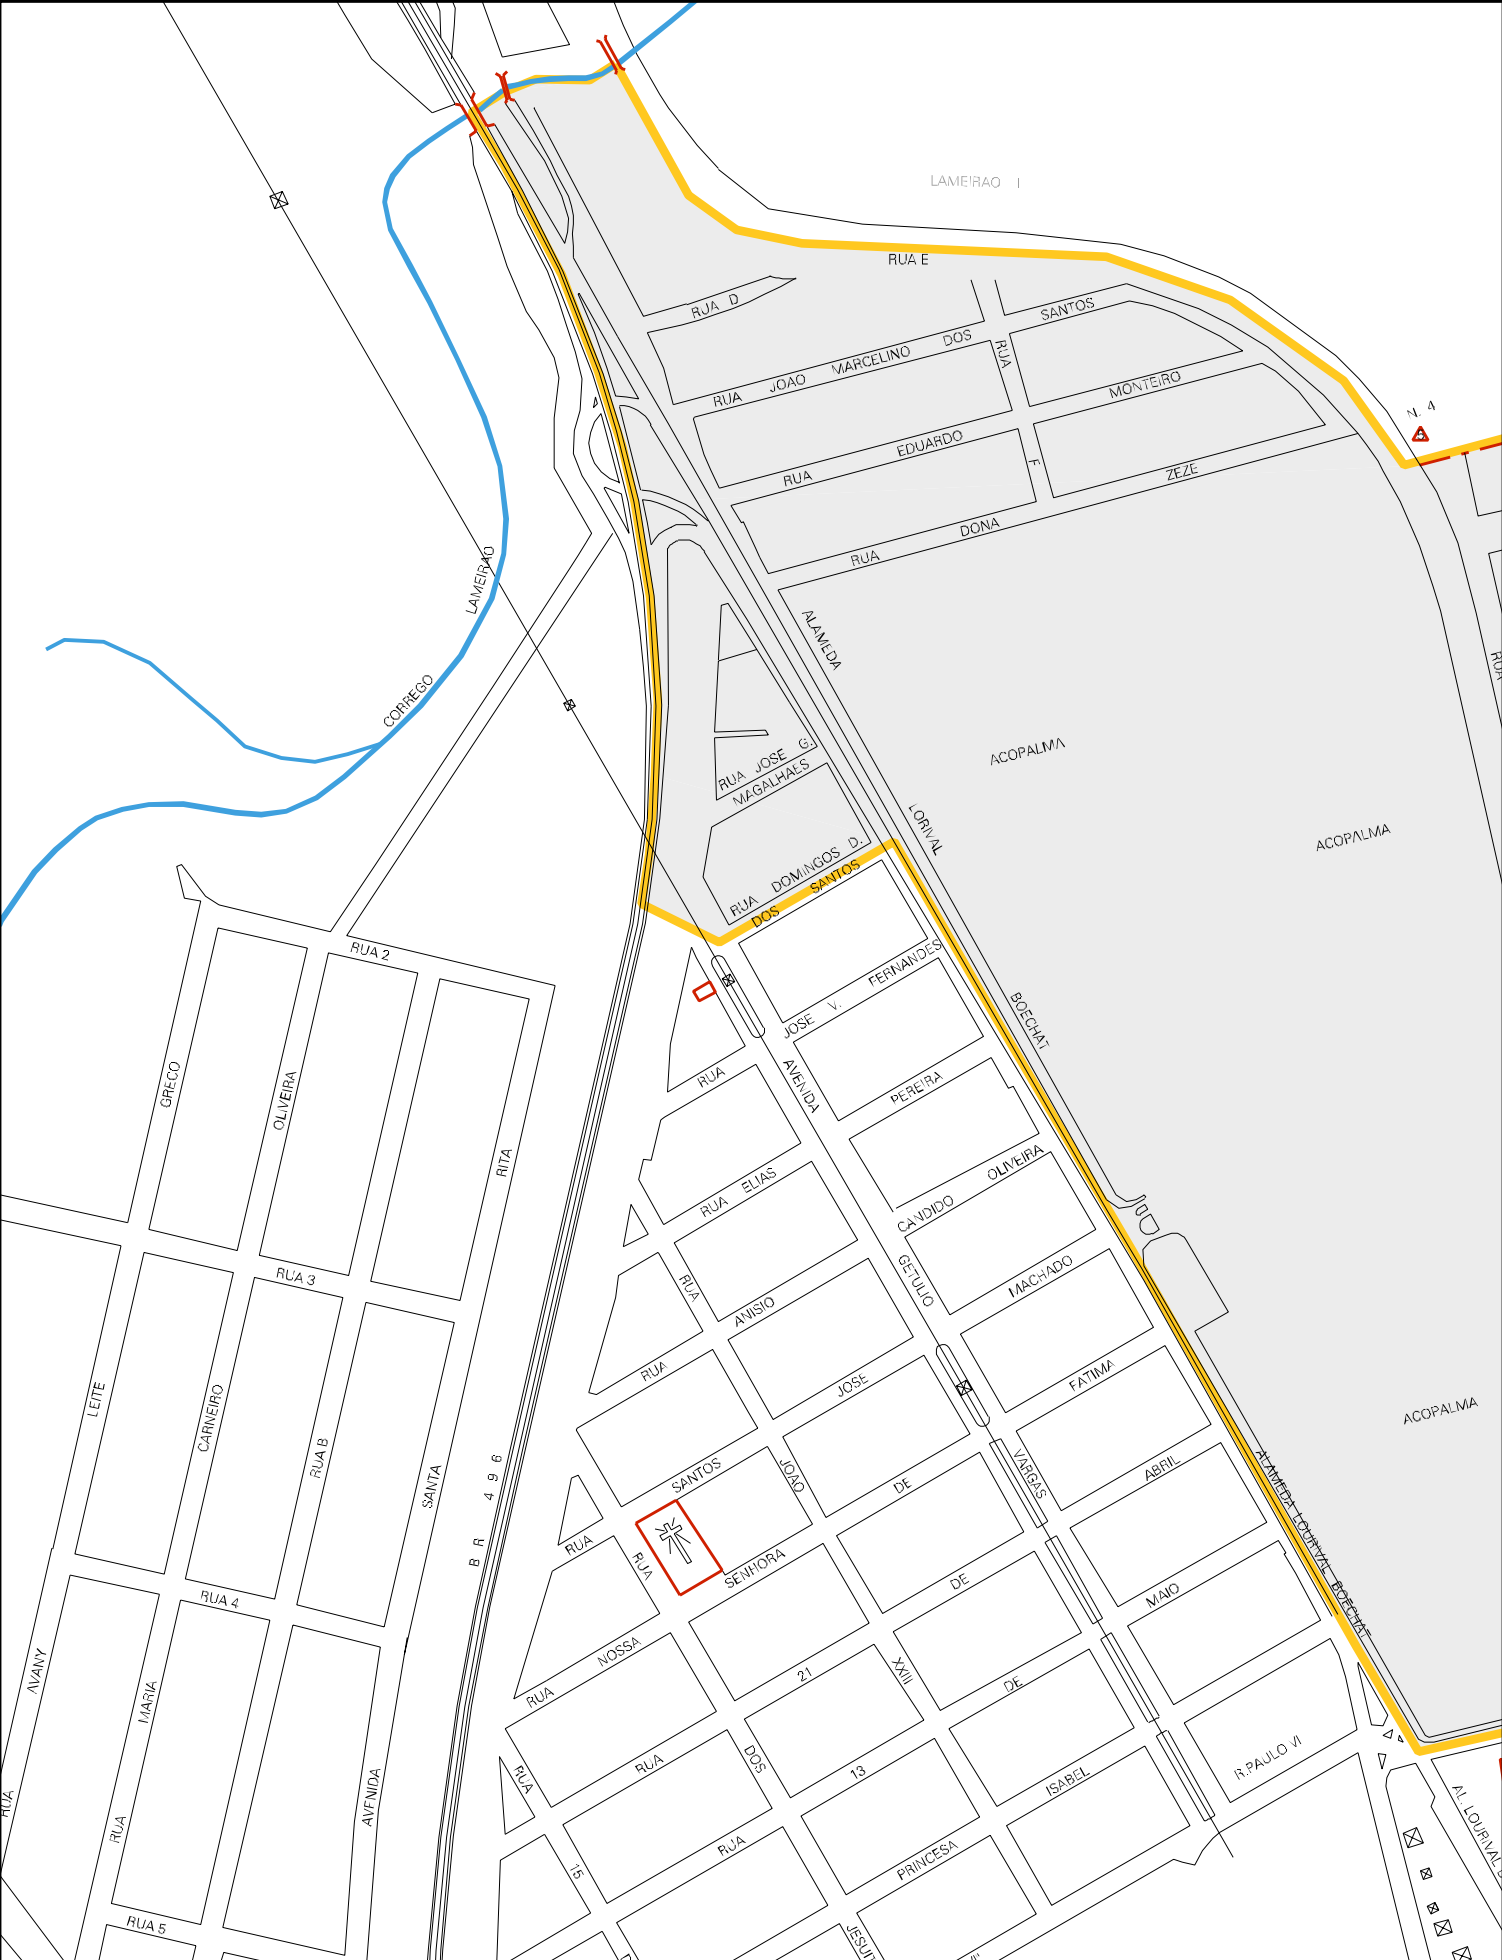 LAMEIRAO I
RUA E
RUA D
RUA JOAO MARCELINO DOS SANTOS
RUA F
RUA EDUARDO MONTEIRO
N. 4
RUA DONA ZEZE
CORREGO LAMEIRAO
ALAMEDA LORIVAL BOECHAT
RUA
ACOPALMA
ACOPALMA
ACOPALMA
RUA JOSE G.
MAGALHAES
RUA DOMINGOS D.
DOS SANTOS
RUA 2
JOSE V. FERNANDES
AVENIDA GETULIO VARGAS
RUA PEREIRA
RUA ELIAS
CANDIDO OLIVEIRA
GRECO
OLIVEIRA
RITA
RUA 3
RUA
ANISIO
MACHADO
RUA
JOSE
FATIMA
LEITE
CARNEIRO
RUA B
SANTA
BR 496
SANTOS
JOAO
DE
ABRIL
ALAMEDA LOURIVAL BOECHAT
RUA
RUA
SENHORA
DE
MAIO
RUA 4
RUA NOSSA
21
XXIII
DE
AVANY
MARIA
RUA
DOS
13
ISABEL
R.PAULO VI
RUA
RUA
RUA
AVENIDA
15
RUA
PRINCESA
AL. LOURIVAL
RUA 5